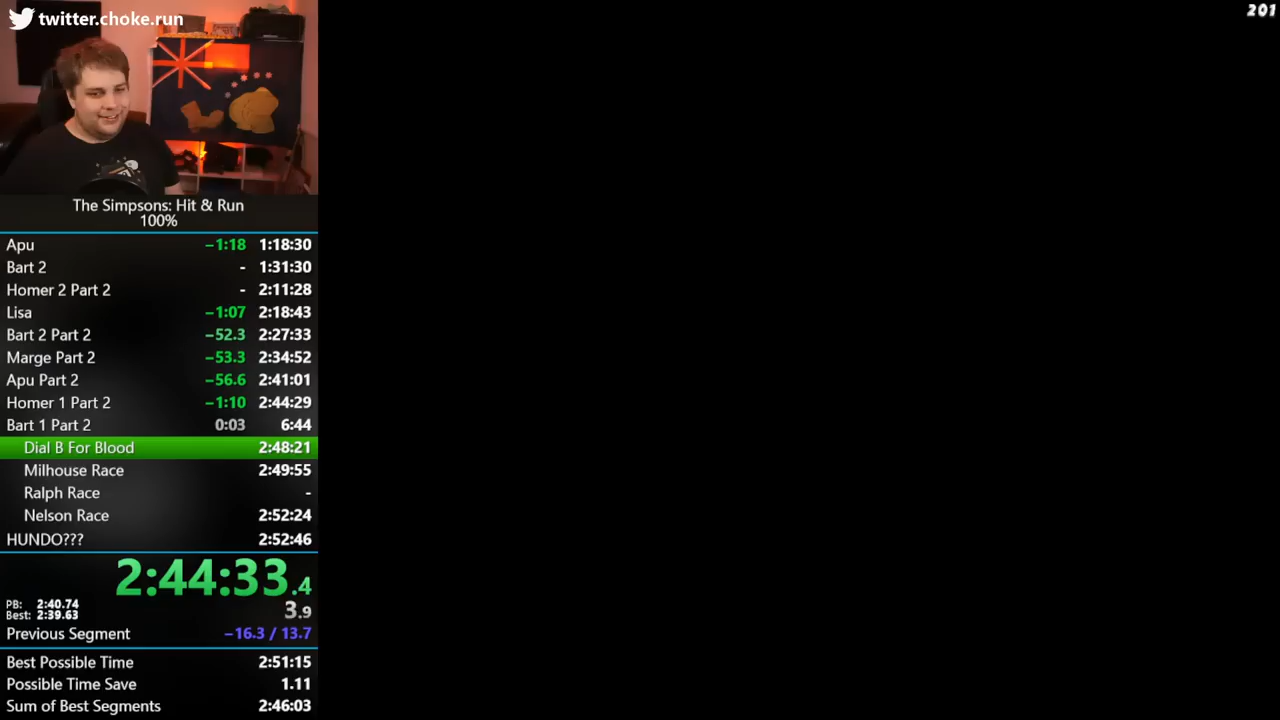 twitter.choke.run
201
The Simpsons: Hit & Run
100%
Apu −1:18 1:18:30
Bart 2 - 1:31:30
Homer 2 Part 2 - 2:11:28
Lisa −1:07 2:18:43
Bart 2 Part 2 −52.3 2:27:33
Marge Part 2 −53.3 2:34:52
Apu Part 2 −56.6 2:41:01
Homer 1 Part 2 −1:10 2:44:29
Bart 1 Part 2 0:03 6:44
Dial B For Blood 2:48:21
Milhouse Race 2:49:55
Ralph Race -
Nelson Race 2:52:24
HUNDO??? 2:52:46
2:44:33.4
PB: 2:40.74
Best: 2:39.63
3.9
Previous Segment −16.3 / 13.7
Best Possible Time 2:51:15
Possible Time Save 1.11
Sum of Best Segments 2:46:03